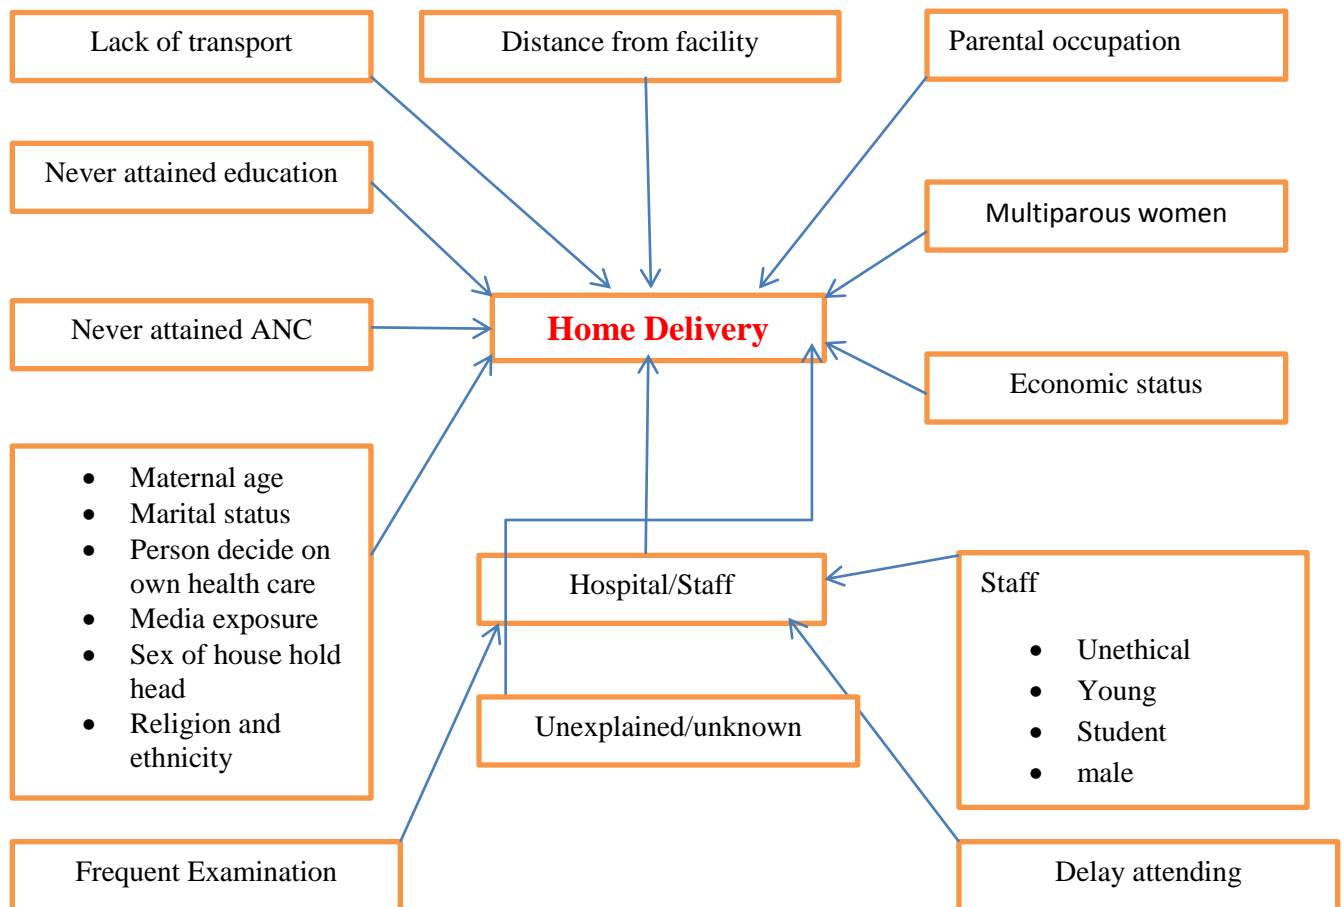 Lack of transport
Distance from facility
Parental occupation
Never attained education
Multiparous women
Never attained ANC
Home Delivery
Economic status
• Maternal age
• Marital status
• Person decide on
own health care
• Media exposure
• Sex of house hold
head
• Religion and
ethnicity
Hospital/Staff
Staff
• Unethical
• Young
• Student
• male
Unexplained/unknown
Frequent Examination
Delay attending